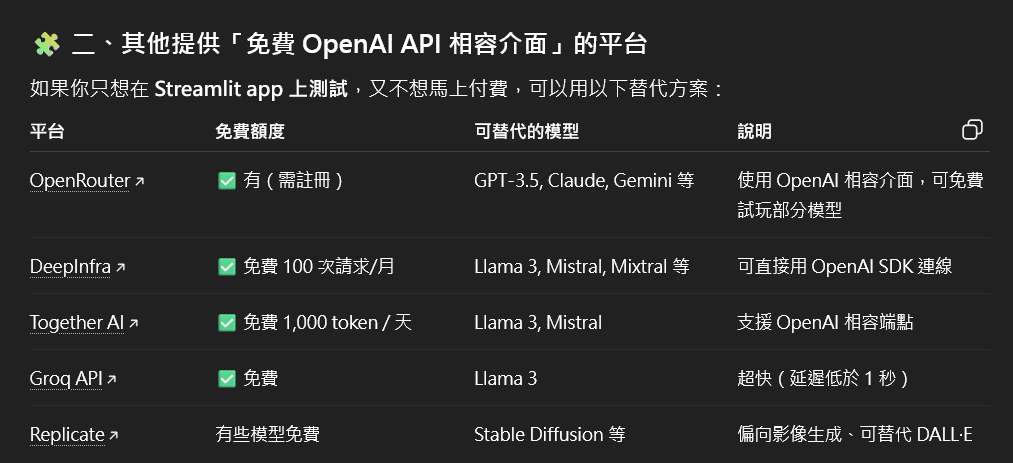 二、其他提供「免費 OpenAI API 相容介面」的平台
如果你只想在 Streamlit app 上測試，又不想馬上付費，可以用以下替代方案：
平台 免費額度 可替代的模型 說明
OpenRouter↗ ✅ 有（需註冊） GPT-3.5, Claude, Gemini 等 使用 OpenAI 相容介面，可免費
試玩部分模型
DeepInfra↗ ✅ 免費 100 次請求/月 Llama 3, Mistral, Mixtral 等 可直接用 OpenAI SDK 連線
Together AI↗ ✅ 免費 1,000 token / 天 Llama 3, Mistral 支援 OpenAI 相容端點
Groq API↗ ✅ 免費 Llama 3 超快（延遲低於 1 秒）
Replicate↗ 有些模型免費 Stable Diffusion 等 偏向影像生成、可替代 DALL·E